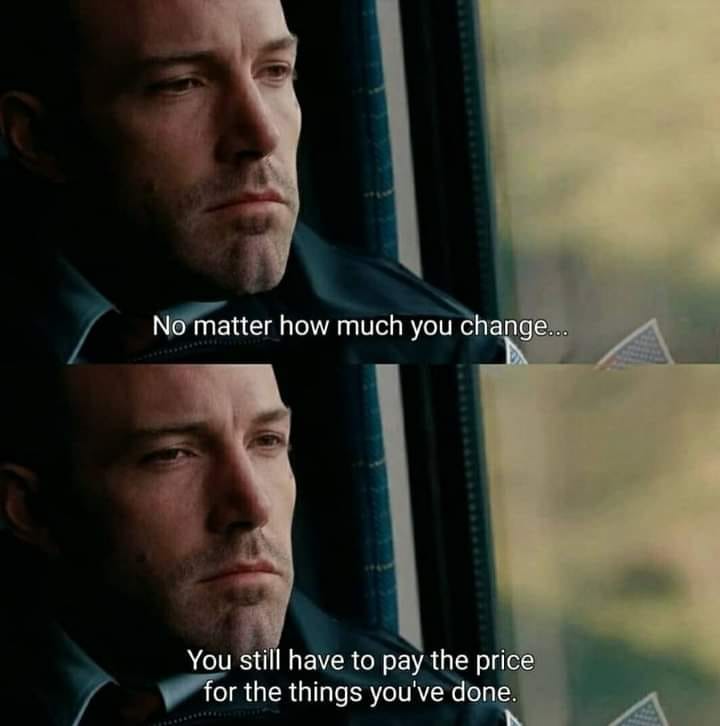 No matter how much you change...
You still have to pay the price
for the things you've done.